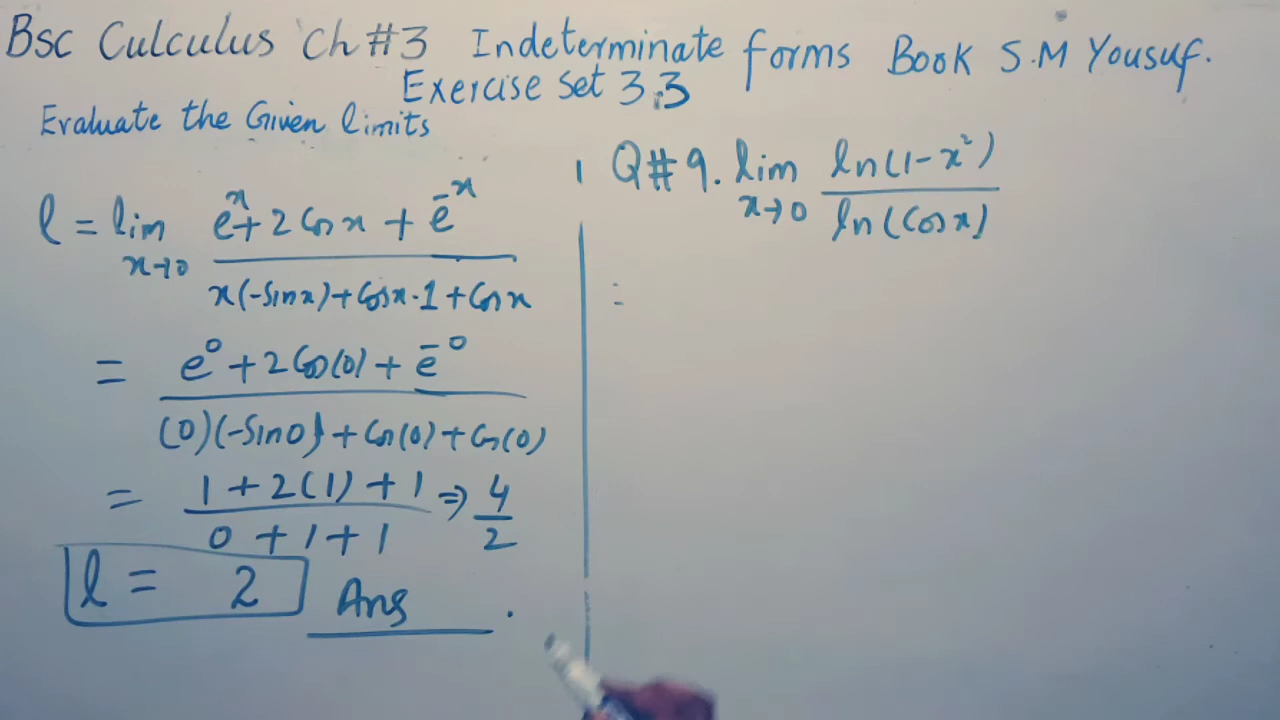 Bsc Culculus Ch #3 Indeterminate forms Book S.M Yousuf.
Exercise set 3.3
Evaluate the Given limits
l = lim x→0 (e^x + 2 Cos x + e^-x) / (x(-Sin x) + Cos x · 1 + Cos x)
= (e^0 + 2 Cos(0) + e^-0) / ((0)(-Sin 0) + Cos(0) + Cos(0))
= (1 + 2(1) + 1) / (0 + 1 + 1) ⇒ 4/2
l = 2 Ans .
Q#9. lim x→0 ln(1 - x²) / ln(Cos x)
=